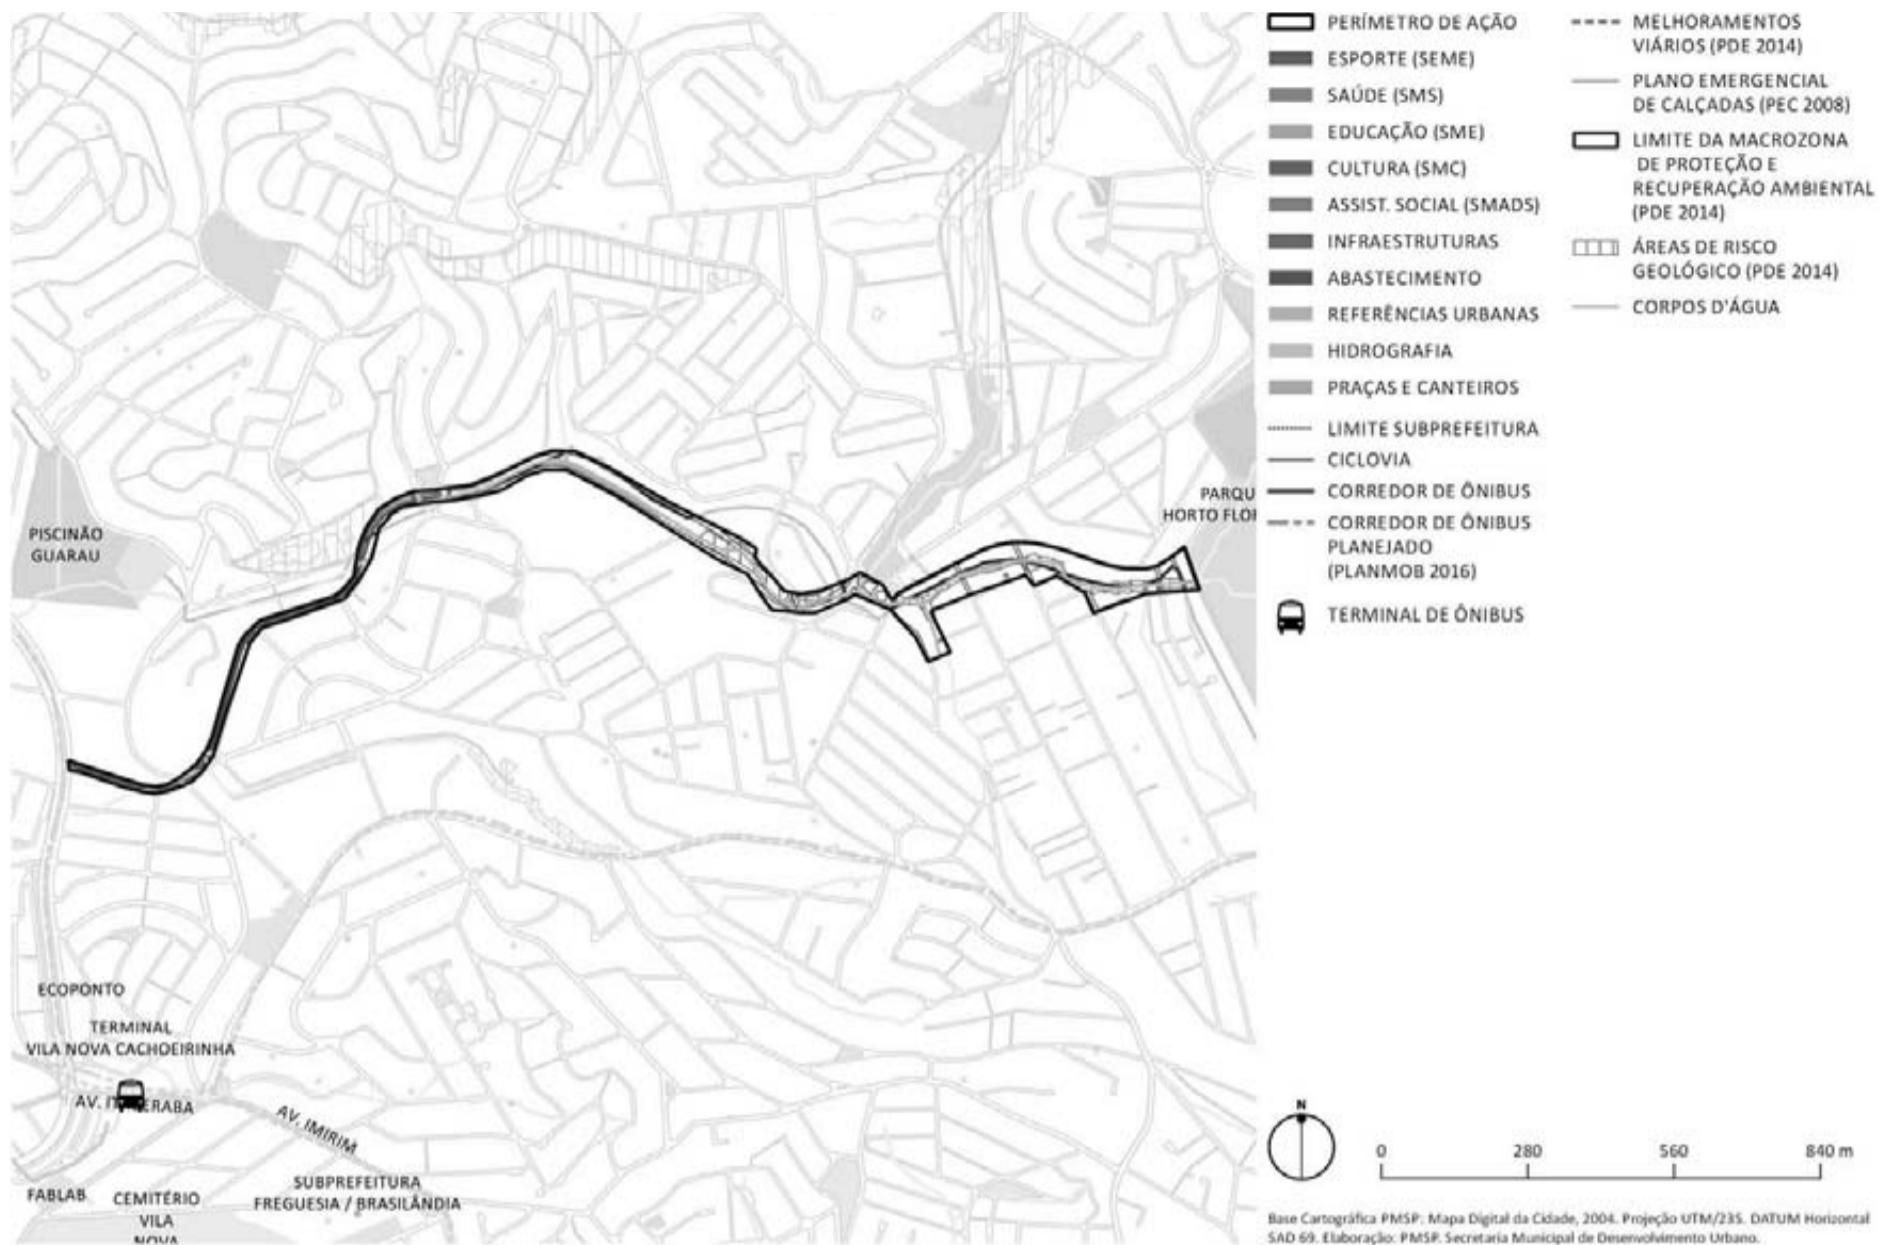 PERÍMETRO DE AÇÃO
ESPORTE (SEME)
SAÚDE (SMS)
EDUCAÇÃO (SME)
CULTURA (SMC)
ASSIST. SOCIAL (SMADS)
INFRAESTRUTURAS
ABASTECIMENTO
REFERÊNCIAS URBANAS
HIDROGRAFIA
PRAÇAS E CANTEIROS
LIMITE SUBPREFEITURA
CICLOVIA
CORREDOR DE ÔNIBUS
CORREDOR DE ÔNIBUS
PLANEJADO
(PLANMOB 2016)
TERMINAL DE ÔNIBUS
MELHORAMENTOS
VIÁRIOS (PDE 2014)
PLANO EMERGENCIAL
DE CALÇADAS (PEC 2008)
LIMITE DA MACROZONA
DE PROTEÇÃO E
RECUPERAÇÃO AMBIENTAL
(PDE 2014)
ÁREAS DE RISCO
GEOLÓGICO (PDE 2014)
CORPOS D'ÁGUA
PARQU
HORTO FLO
PISCINÃO
GUARAU
ECOPONTO
TERMINAL
VILA NOVA CACHOEIRINHA
AV.
AV. IMIRIM
SUBPREFEITURA
FREGUESIA / BRASILÂNDIA
FABLAB
CEMITÉRIO
VILA
NOVA
N
0 280 560 840 m
Base Cartográfica PMSP: Mapa Digital da Cidade, 2004. Projeção UTM/23S. DATUM Horizontal
SAD 69. Elaboração: PMSP. Secretaria Municipal de Desenvolvimento Urbano.